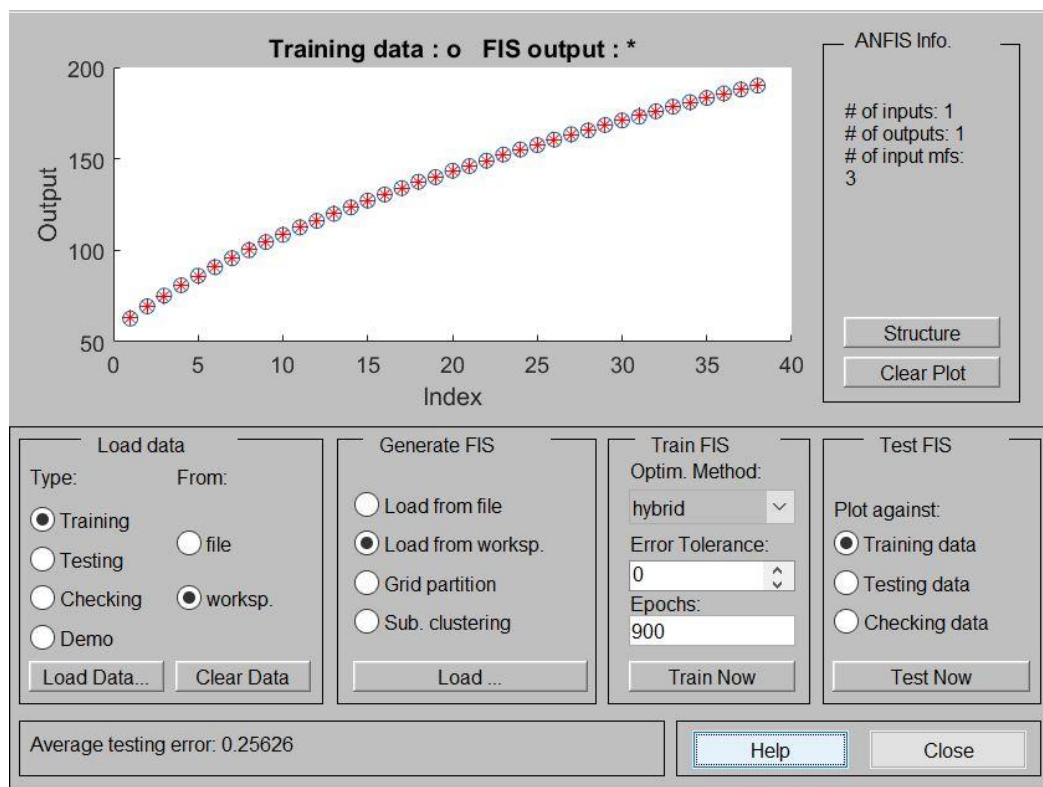 Training data : o   FIS output : *
200
150
100
50
Output
0 5 10 15 20 25 30 35 40
Index
ANFIS Info.
# of inputs: 1
# of outputs: 1
# of input mfs:
3
Structure
Clear Plot
Load data
Type:
From:
Training
Testing
Checking
Demo
file
worksp.
Load Data...
Clear Data
Generate FIS
Load from file
Load from worksp.
Grid partition
Sub. clustering
Load ...
Train FIS
Optim. Method:
hybrid
Error Tolerance:
0
Epochs:
900
Train Now
Test FIS
Plot against:
Training data
Testing data
Checking data
Test Now
Average testing error: 0.25626
Help
Close